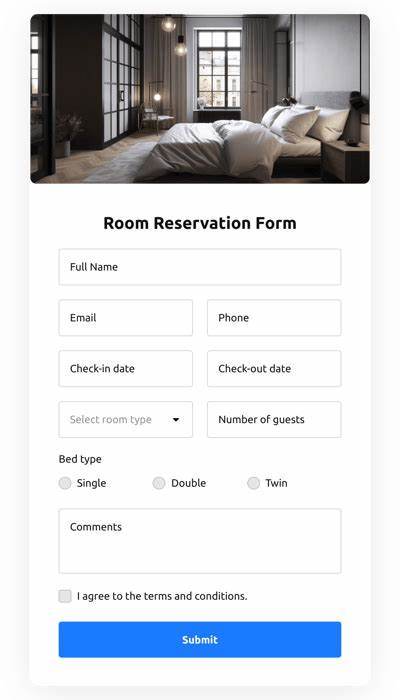 Room Reservation Form
Full Name
Email Phone
Check-in date Check-out date
Select room type Number of guests
Bed type
Single Double Twin
Comments
I agree to the terms and conditions.
Submit